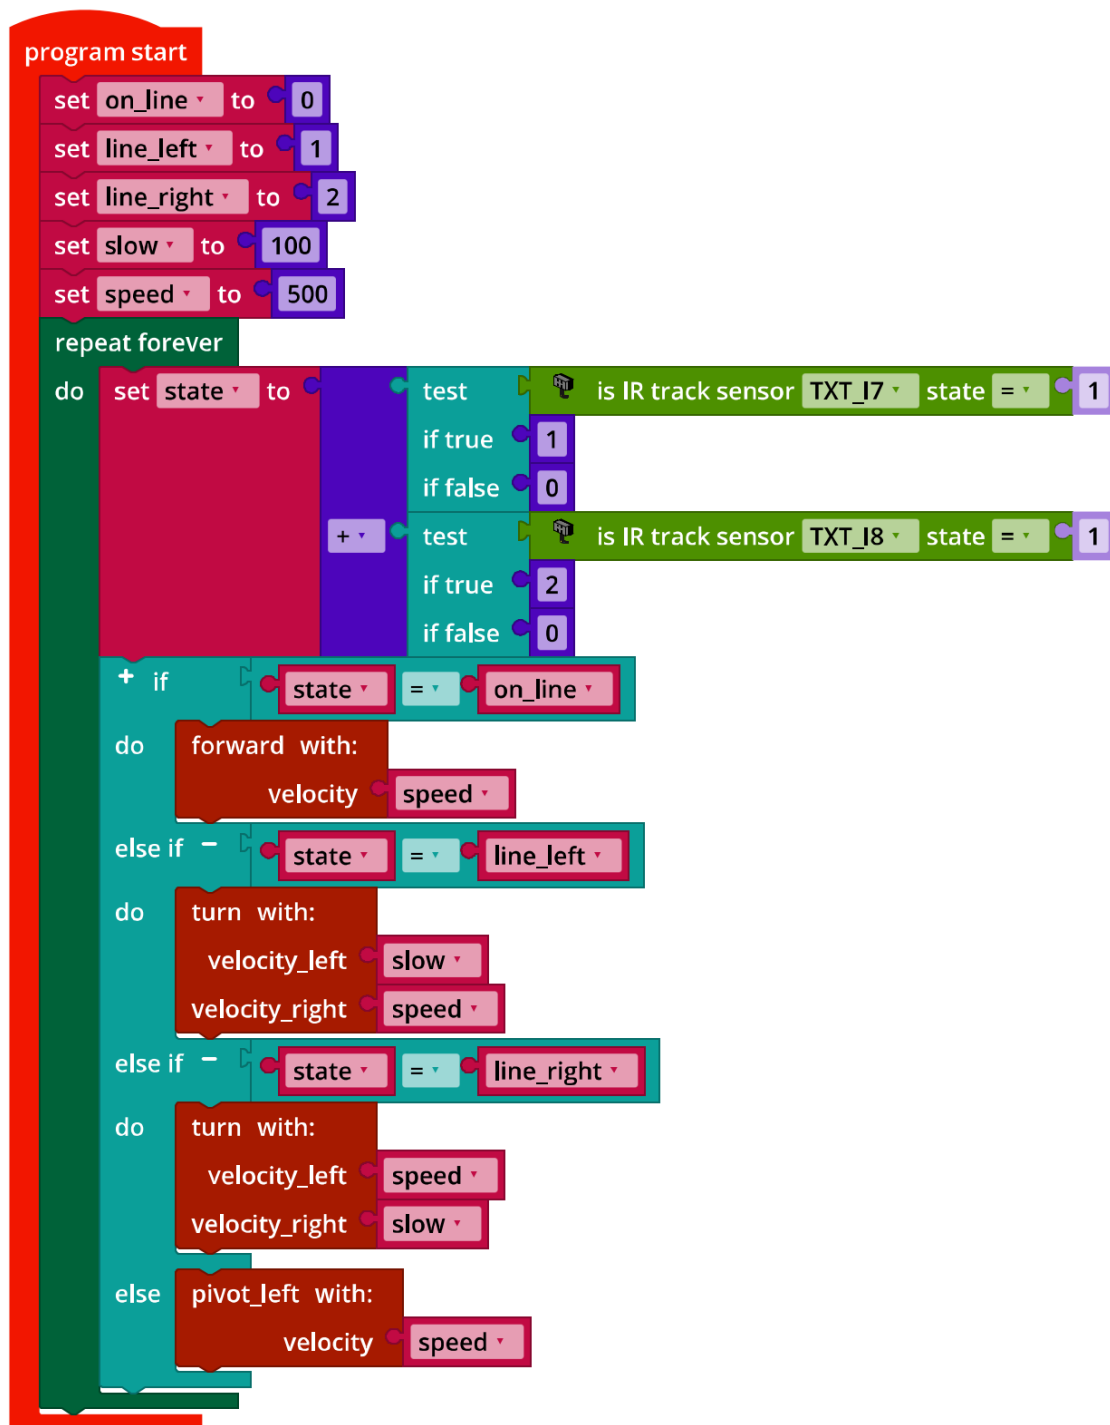 program start
set on_line to 0
set line_left to 1
set line_right to 2
set slow to 100
set speed to 500
repeat forever
do set state to test is IR track sensor TXT_I7 state = 1
if true 1
if false 0
+ test is IR track sensor TXT_I8 state = 1
if true 2
if false 0
+ if state = on_line
do forward with:
velocity speed
else if − state = line_left
do turn with:
velocity_left slow
velocity_right speed
else if − state = line_right
do turn with:
velocity_left speed
velocity_right slow
else pivot_left with:
velocity speed